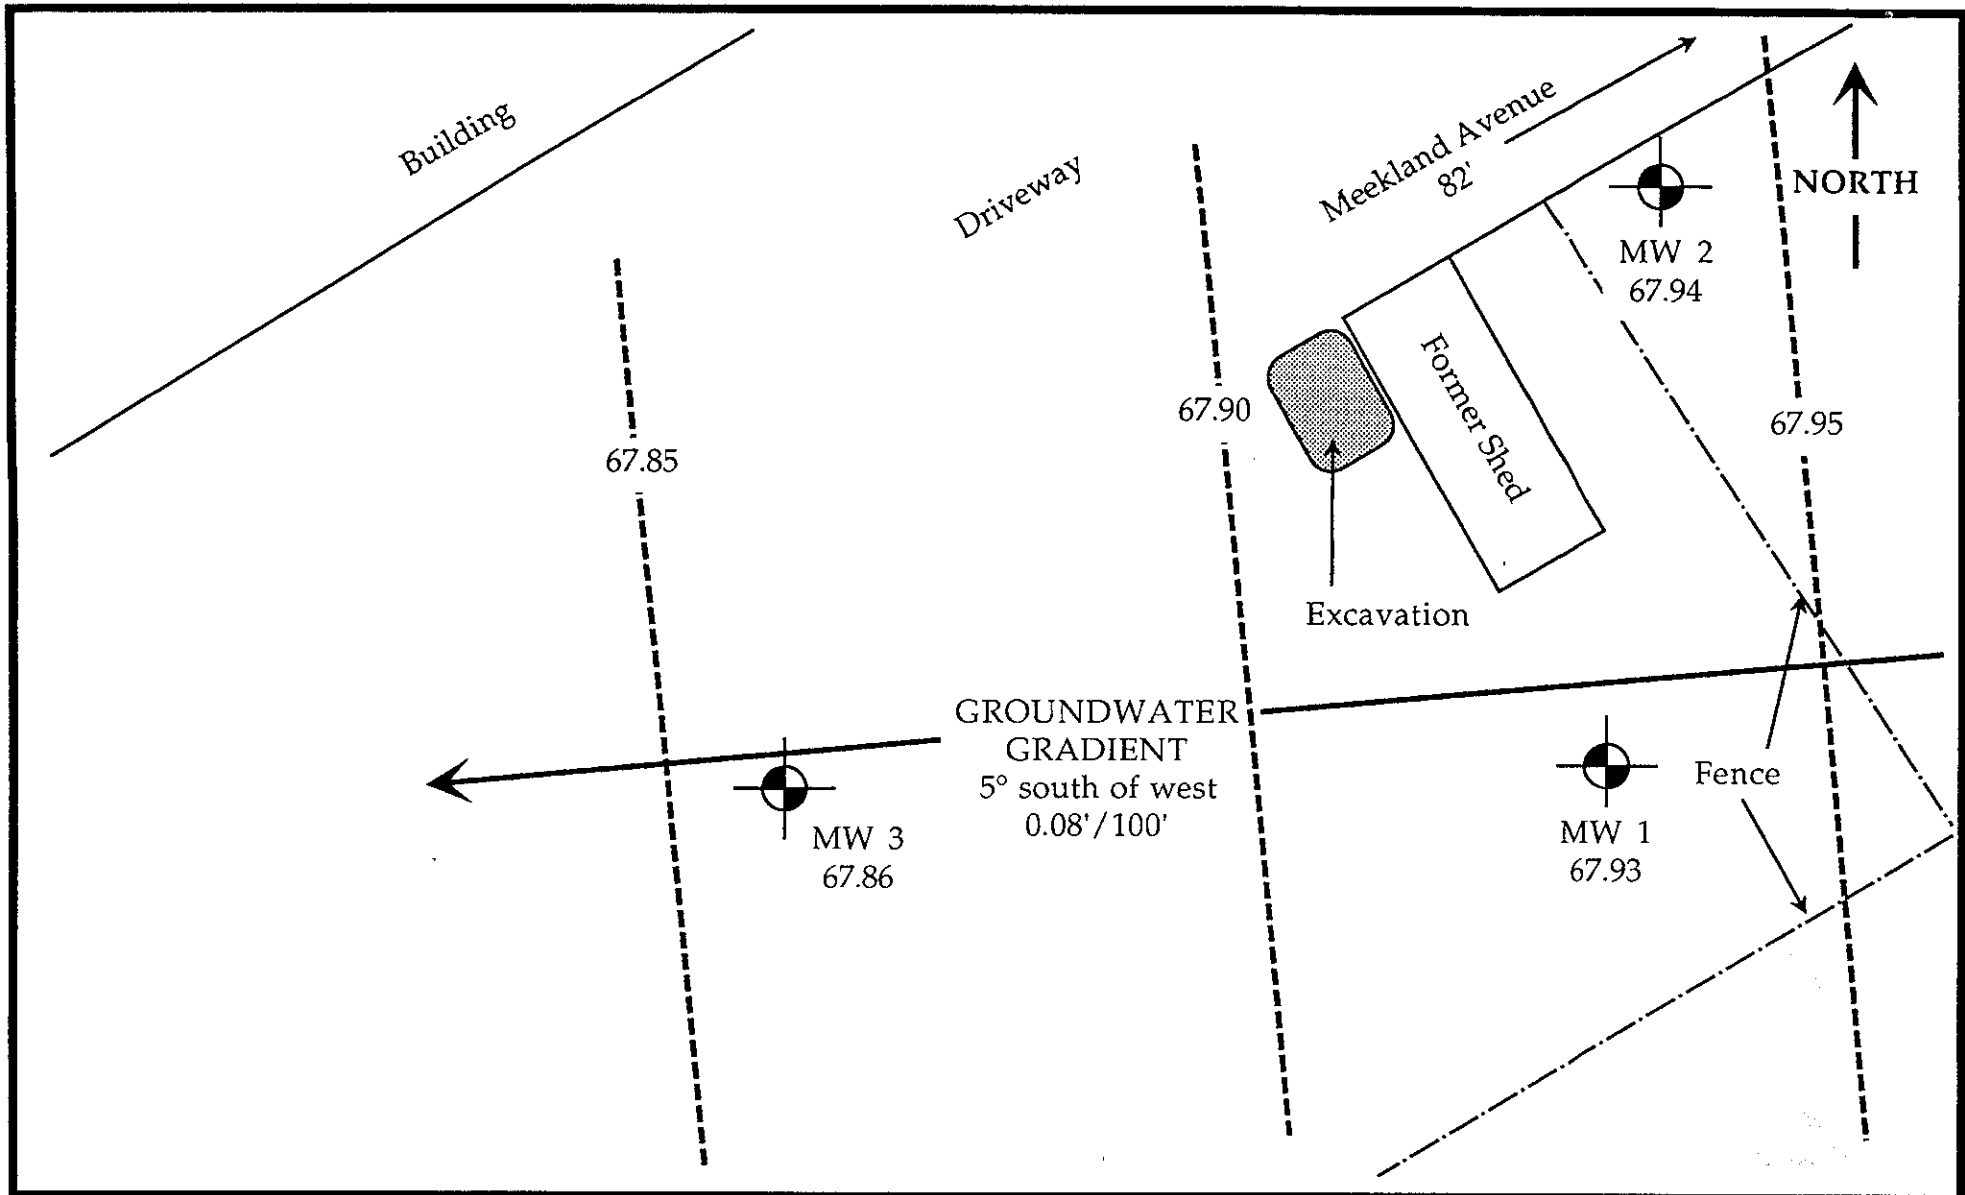 Building
Driveway
Meekland Avenue
82'
NORTH
MW 2
67.94
67.85
67.90
67.95
Former Shed
Excavation
GROUNDWATER
GRADIENT
5° south of west
0.08'/100'
MW 3
67.86
MW 1
67.93
Fence